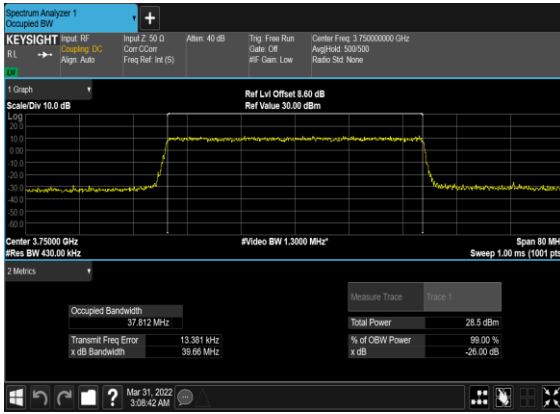 Spectrum Analyzer 1
Occupied BW
+
KEYSIGHT Input: RF Input Z: 50 Ω Atten: 40 dB Trig: Free Run Center Freq: 3.750000000 GHz
RL Coupling: DC Corr CCorr Gate: Off Avg|Hold: 500/500
Align: Auto Freq Ref: Int (S) #IF Gain: Low Radio Std: None
LW
1 Graph
Ref Lvl Offset 8.60 dB
Scale/Div 10.0 dB Ref Value 30.00 dBm
Log
20.0
10.0
0.00
-10.0
-20.0
-30.0
-40.0
-50.0
-60.0
Center 3.75000 GHz #Video BW 1.3000 MHz* Span 80 MH
#Res BW 430.00 kHz Sweep 1.00 ms (1001 pts
2 Metrics
Measure Trace Trace 1
Occupied Bandwidth
37.812 MHz Total Power 28.5 dBm
Transmit Freq Error 13.381 kHz % of OBW Power 99.00 %
x dB Bandwidth 39.66 MHz x dB -26.00 dB
? Mar 31, 2022
3:08:42 AM